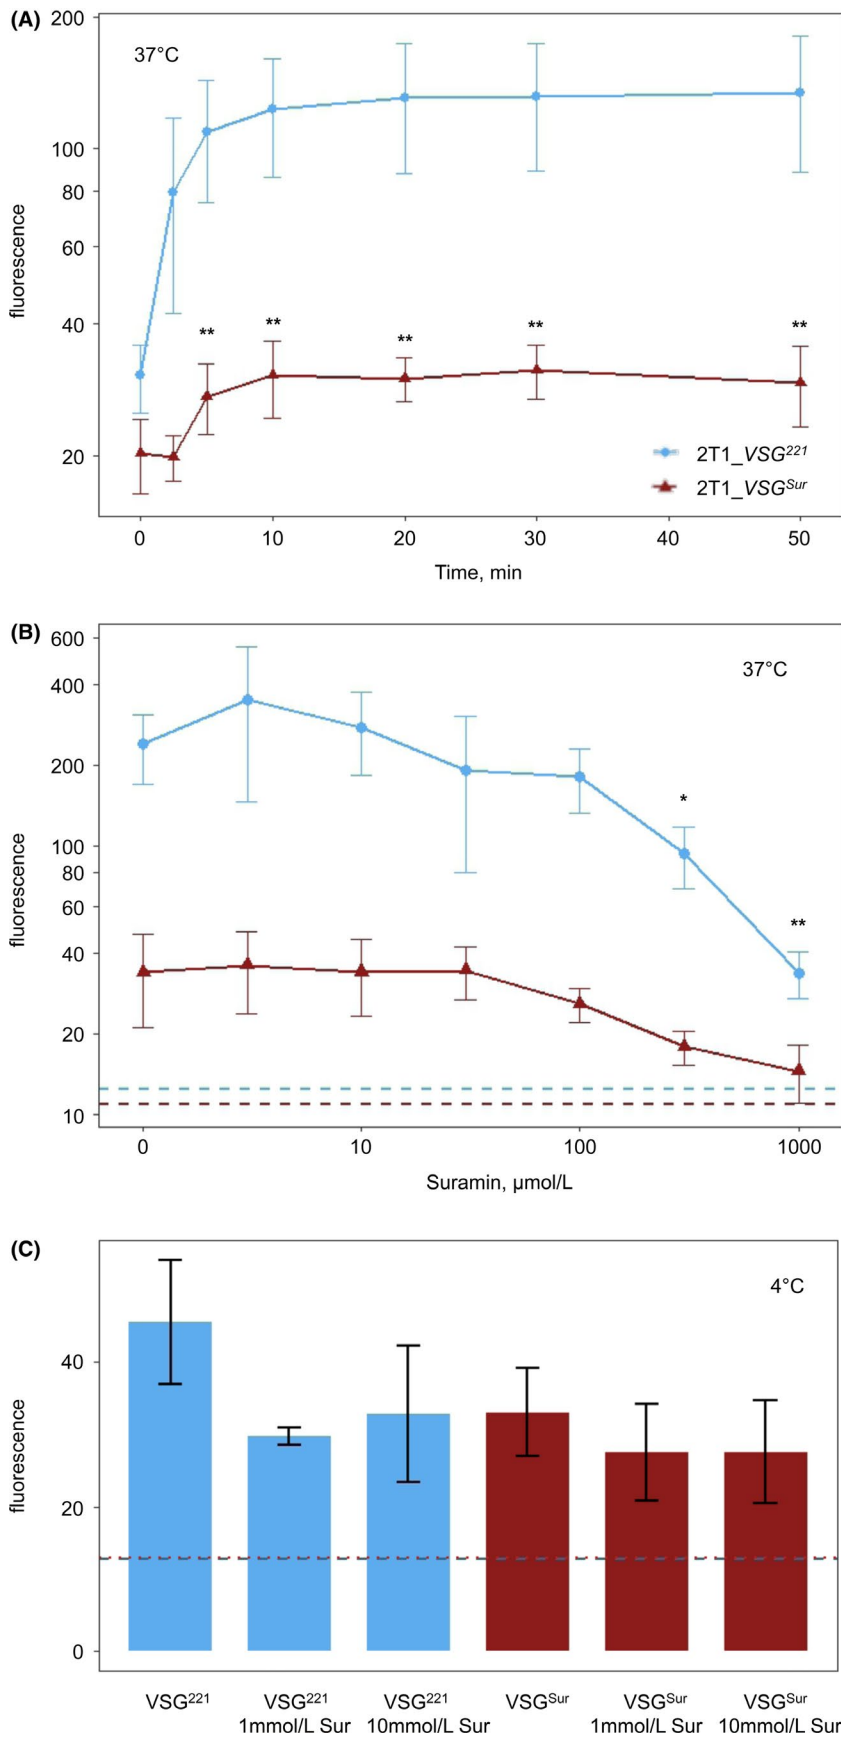 (A)
200
100
80
60
40
20
fluorescence
37°C
**
**
**
**
**
2T1_VSG²²¹
2T1_VSGˢᵘʳ
0 10 20 30 40 50
Time, min
(B)
600
400
200
100
80
60
40
20
10
fluorescence
37°C
*
**
0 10 100 1000
Suramin, µmol/L
(C)
40
20
0
fluorescence
4°C
VSG²²¹ VSG²²¹ VSG²²¹ VSGˢᵘʳ VSGˢᵘʳ VSGˢᵘʳ
1mmol/L Sur 10mmol/L Sur 1mmol/L Sur 10mmol/L Sur